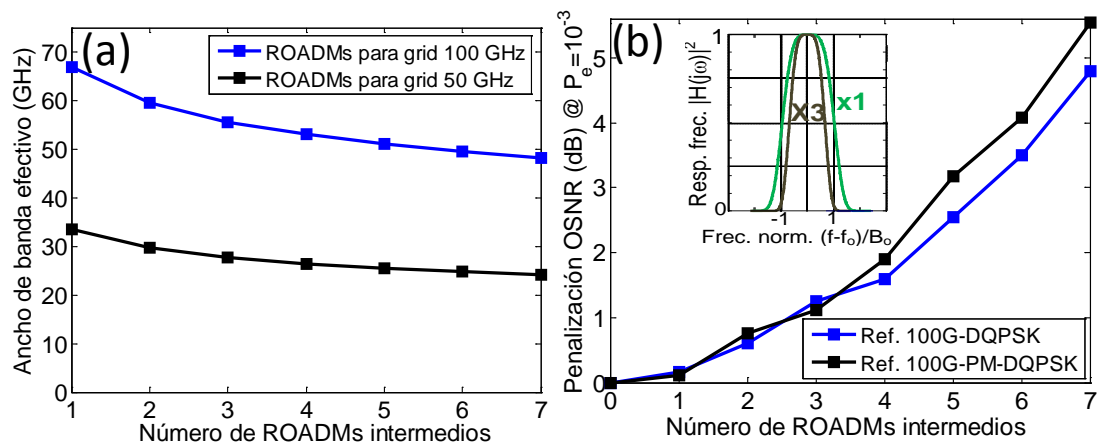 (a)
ROADMs para grid 100 GHz
ROADMs para grid 50 GHz
Ancho de banda efectivo (GHz)
70
60
50
40
30
20
10
0
1 2 3 4 5 6 7
Número de ROADMs intermedios
(b)
Penalización OSNR (dB) @ Pe=10-3
5
4
3
2
1
0
0 1 2 3 4 5 6 7
Número de ROADMs intermedios
Resp. frec. |H(jω)|2
1
0
X3
x1
-1 1
Frec. norm. (f-fo)/Bo
Ref. 100G-DQPSK
Ref. 100G-PM-DQPSK